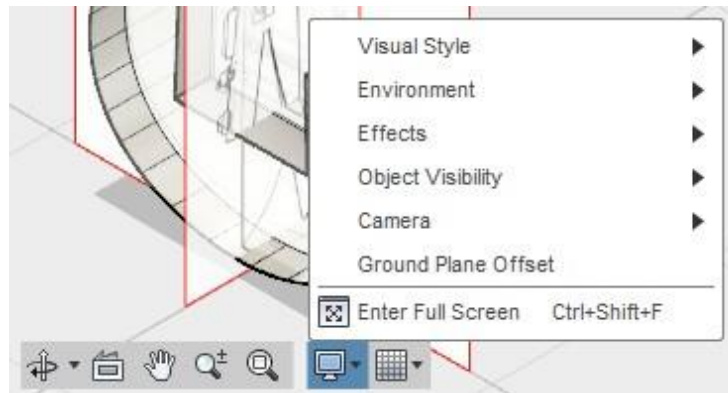 Visual Style
Environment
Effects
Object Visibility
Camera
Ground Plane Offset
Enter Full Screen Ctrl+Shift+F